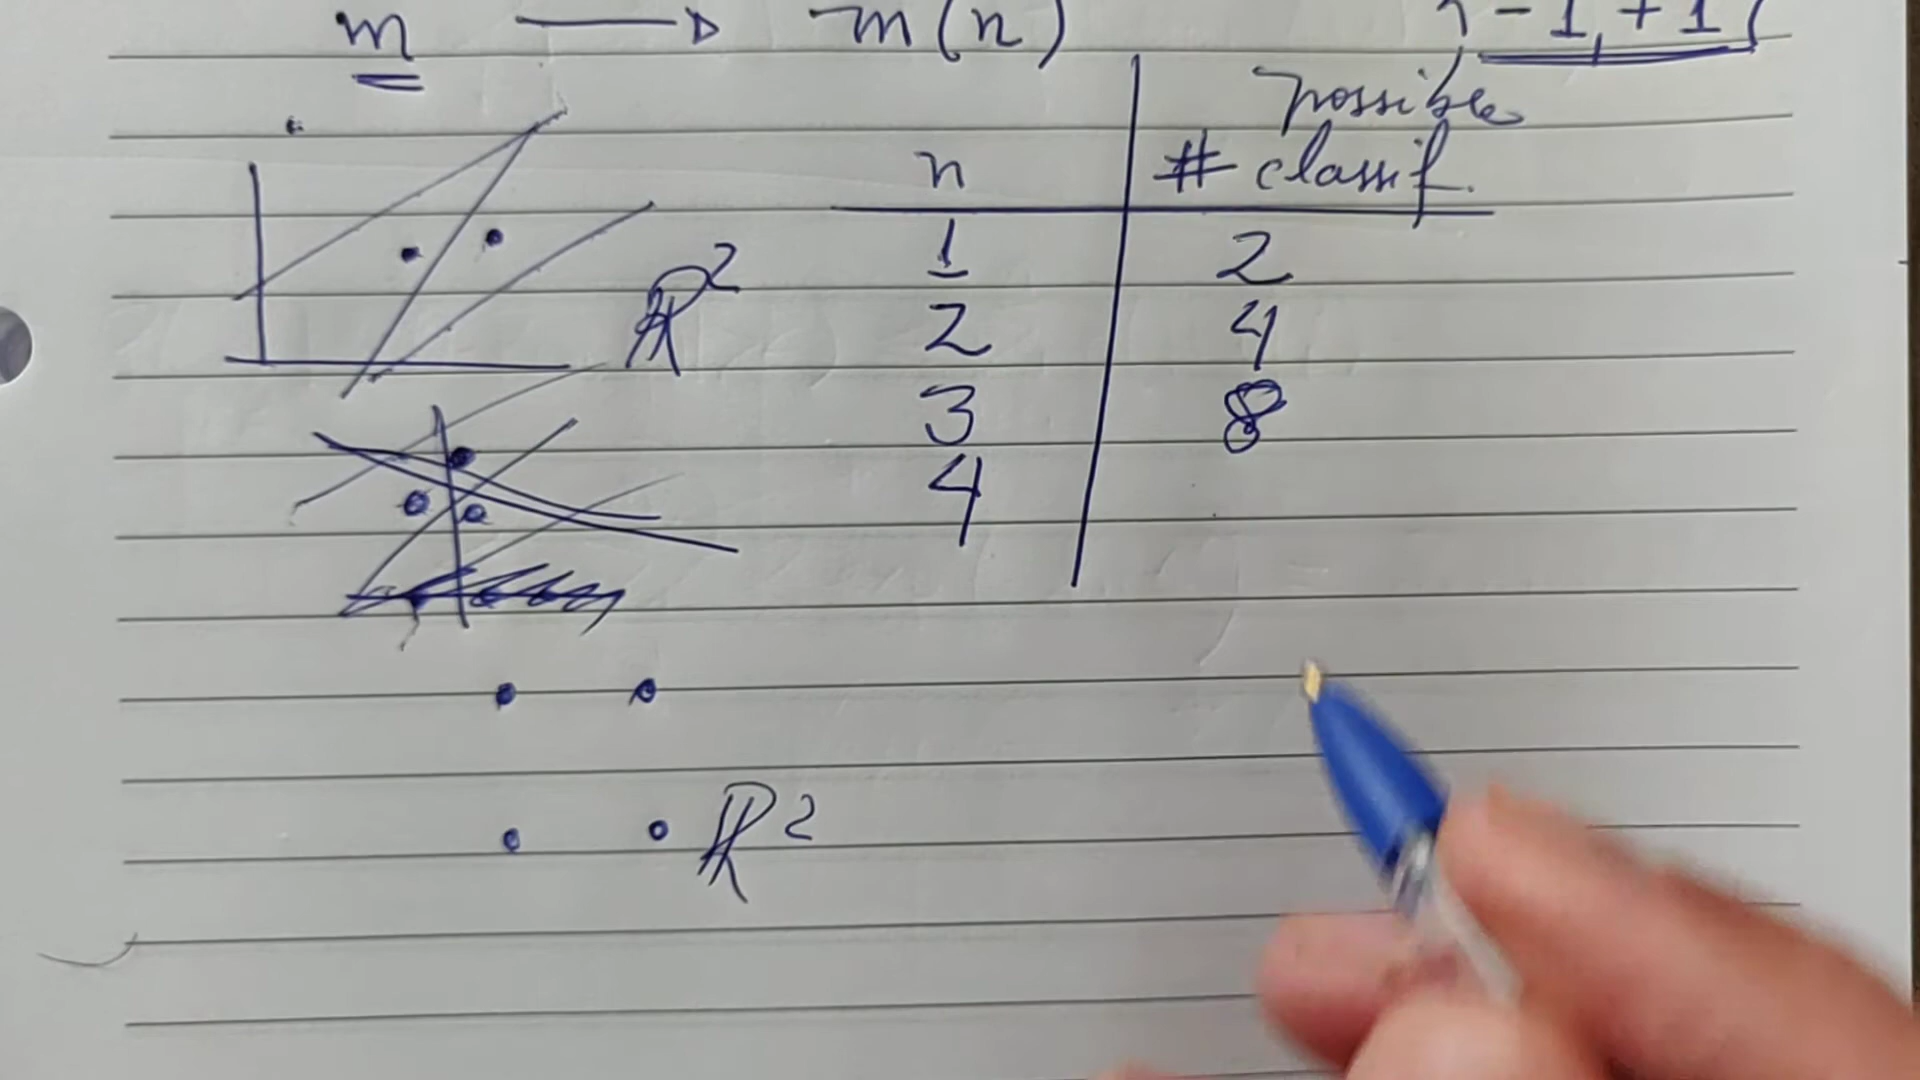 m → m(n)
{-1, +1}
possible
n # classif.
1 2
2 4
3 8
4
ℝ²
ℝ²